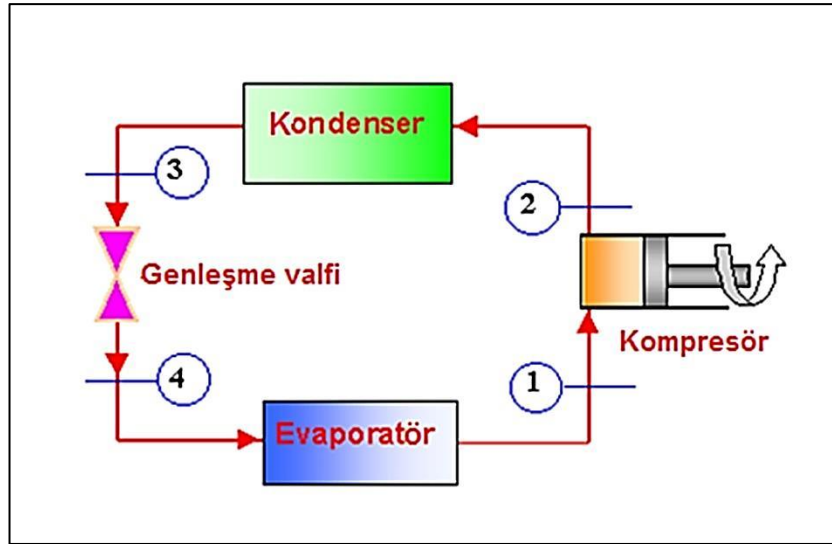 Kondenser
3
2
Genleşme valfi
Kompresör
4
1
Evaporatör